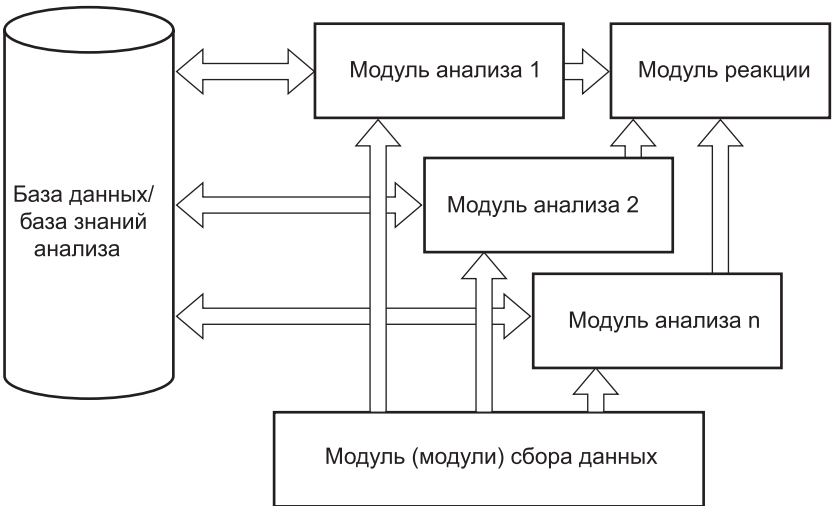 Модуль анализа 1
Модуль реакции
База данных/
база знаний
анализа
Модуль анализа 2
Модуль анализа n
Модуль (модули) сбора данных